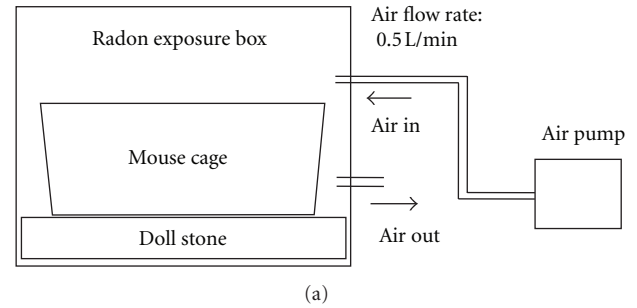 Radon exposure box
Air flow rate:
0.5 L/min
Air in
Air pump
Mouse cage
Air out
Doll stone
(a)